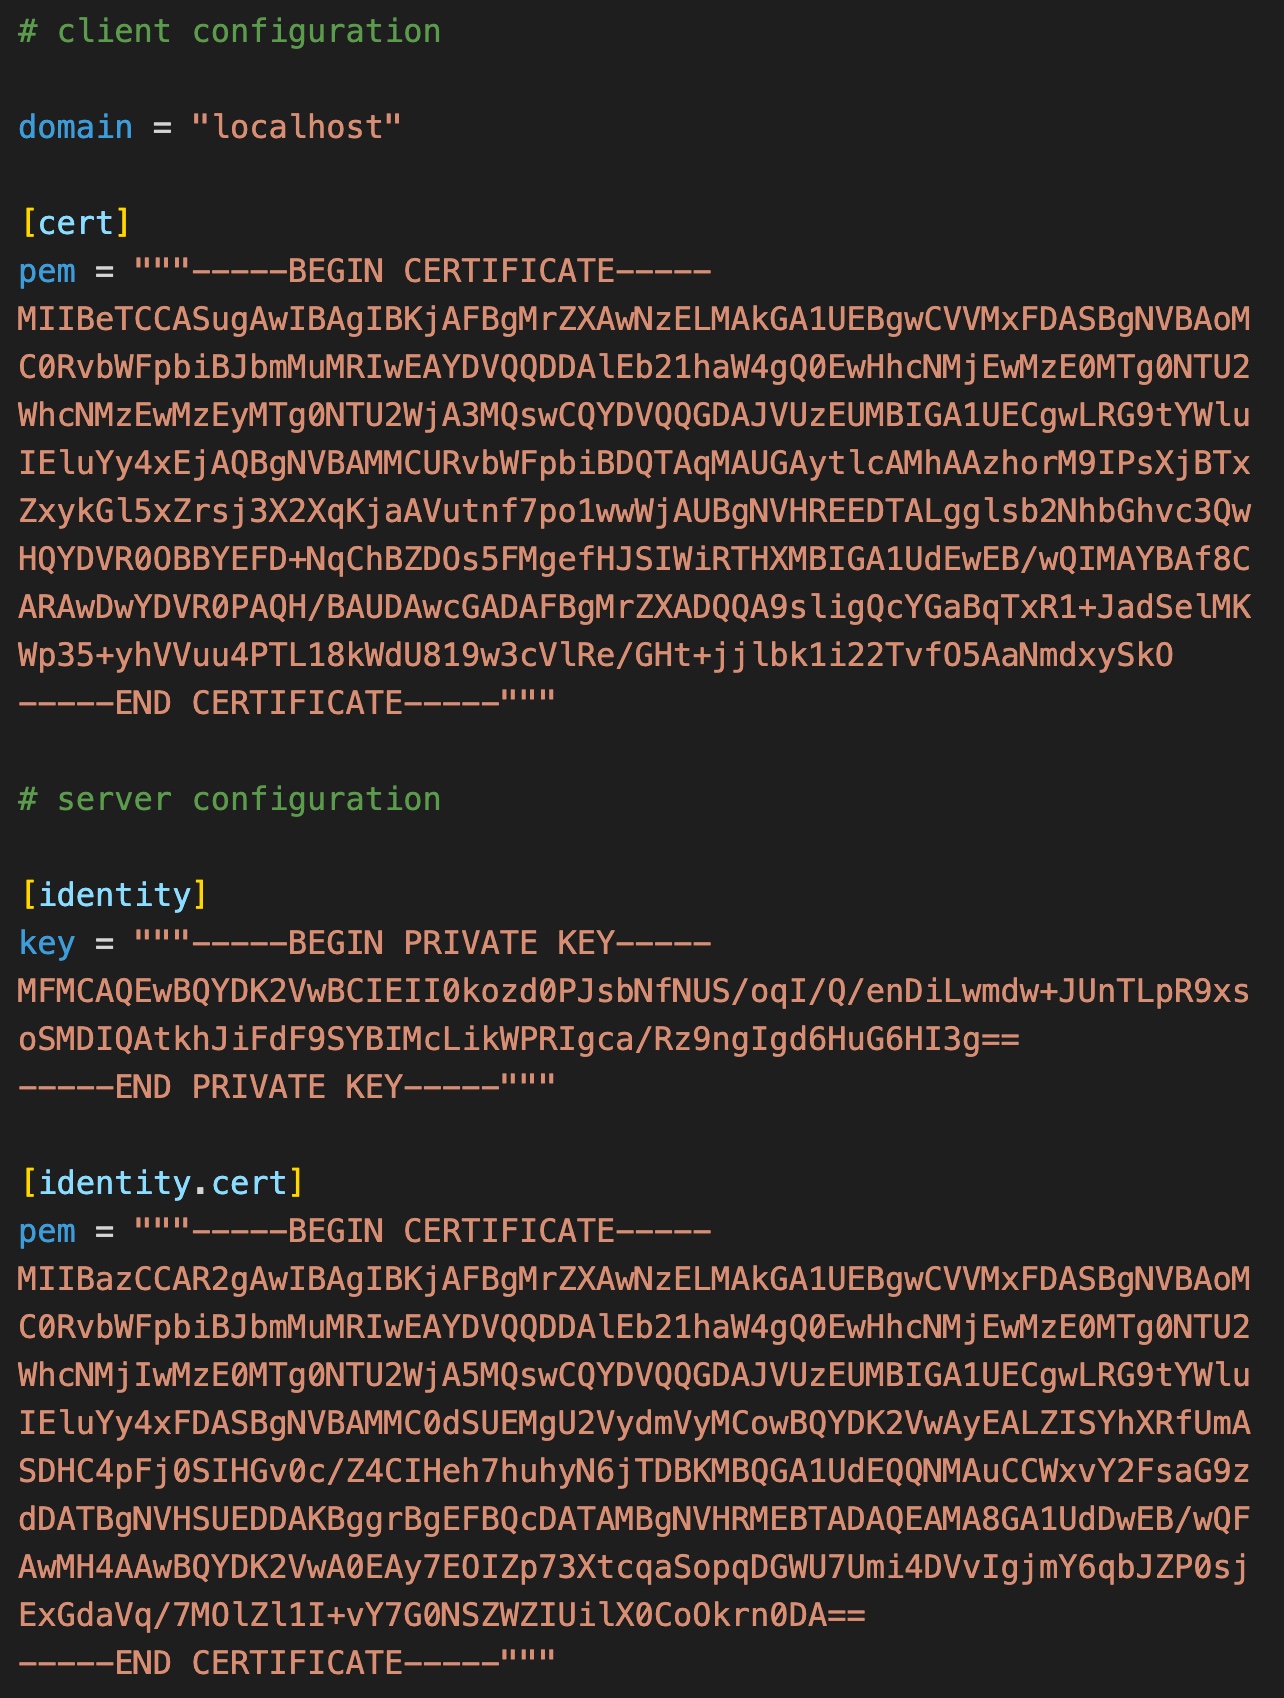 # client configuration
domain = "localhost"
[cert]
pem = """-----BEGIN CERTIFICATE-----
MIIBeTCCASugAwIBAgIBKjAFBgMrZXAwNzELMAkGA1UEBgwCVVMxFDASBgNVBAoM
C0RvbWFpbiBJbmMuMRIwEAYDVQQDDAlEb21haW4gQ0EwHhcNMjEwMzE0MTg0NTU2
WhcNMzEwMzEyMTg0NTU2WjA3MQswCQYDVQQGDAJVUzEUMBIGA1UECgwLRG9tYWlu
IEluYy4xEjAQBgNVBAMMCURvbWFpbiBDQTAqMAUGAytlcAMhAAzhorM9IPsXjBTx
ZxykGl5xZrsj3X2XqKjaAVutnf7po1wwWjAUBgNVHREEDTALgglsb2NhbGhvc3Qw
HQYDVR0OBBYEFD+NqChBZDOs5FMgefHJSIWiRTHXMBIGA1UdEwEB/wQIMAYBAf8C
ARAwDwYDVR0PAQH/BAUDAwcGADAFBgMrZXADQQA9sligQcYGaBqTxR1+JadSelMK
Wp35+yhVVuu4PTL18kWdU819w3cVlRe/GHt+jjlbk1i22TvfO5AaNmdxySkO
-----END CERTIFICATE-----"""
# server configuration
[identity]
key = """-----BEGIN PRIVATE KEY-----
MFMCAQEwBQYDK2VwBCIEII0kozd0PJsbNfNUS/oqI/Q/enDiLwmdw+JUnTLpR9xs
oSMDIQAtkhJiFdF9SYBIMcLikWPRIgca/Rz9ngIgd6HuG6HI3g==
-----END PRIVATE KEY-----"""
[identity.cert]
pem = """-----BEGIN CERTIFICATE-----
MIIBazCCAR2gAwIBAgIBKjAFBgMrZXAwNzELMAkGA1UEBgwCVVMxFDASBgNVBAoM
C0RvbWFpbiBJbmMuMRIwEAYDVQQDDAlEb21haW4gQ0EwHhcNMjEwMzE0MTg0NTU2
WhcNMjIwMzE0MTg0NTU2WjA5MQswCQYDVQQGDAJVUzEUMBIGA1UECgwLRG9tYWlu
IEluYy4xFDASBgNVBAMMC0dSUEMgU2VydmVyMCowBQYDK2VwAyEALZISYhXRfUmA
SDHC4pFj0SIHGv0c/Z4CIHeh7huhyN6jTDBKMBQGA1UdEQQNMAuCCWxvY2FsaG9z
dDATBgNVHSUEDDAKBggrBgEFBQcDATAMBgNVHRMEBTADAQEAMA8GA1UdDwEB/wQF
AwMH4AAwBQYDK2VwA0EAy7EOIZp73XtcqaSopqDGWU7Umi4DVvIgjmY6qbJZP0sj
ExGdaVq/7MOlZl1I+vY7G0NSZWZIUilX0CoOkrn0DA==
-----END CERTIFICATE-----"""